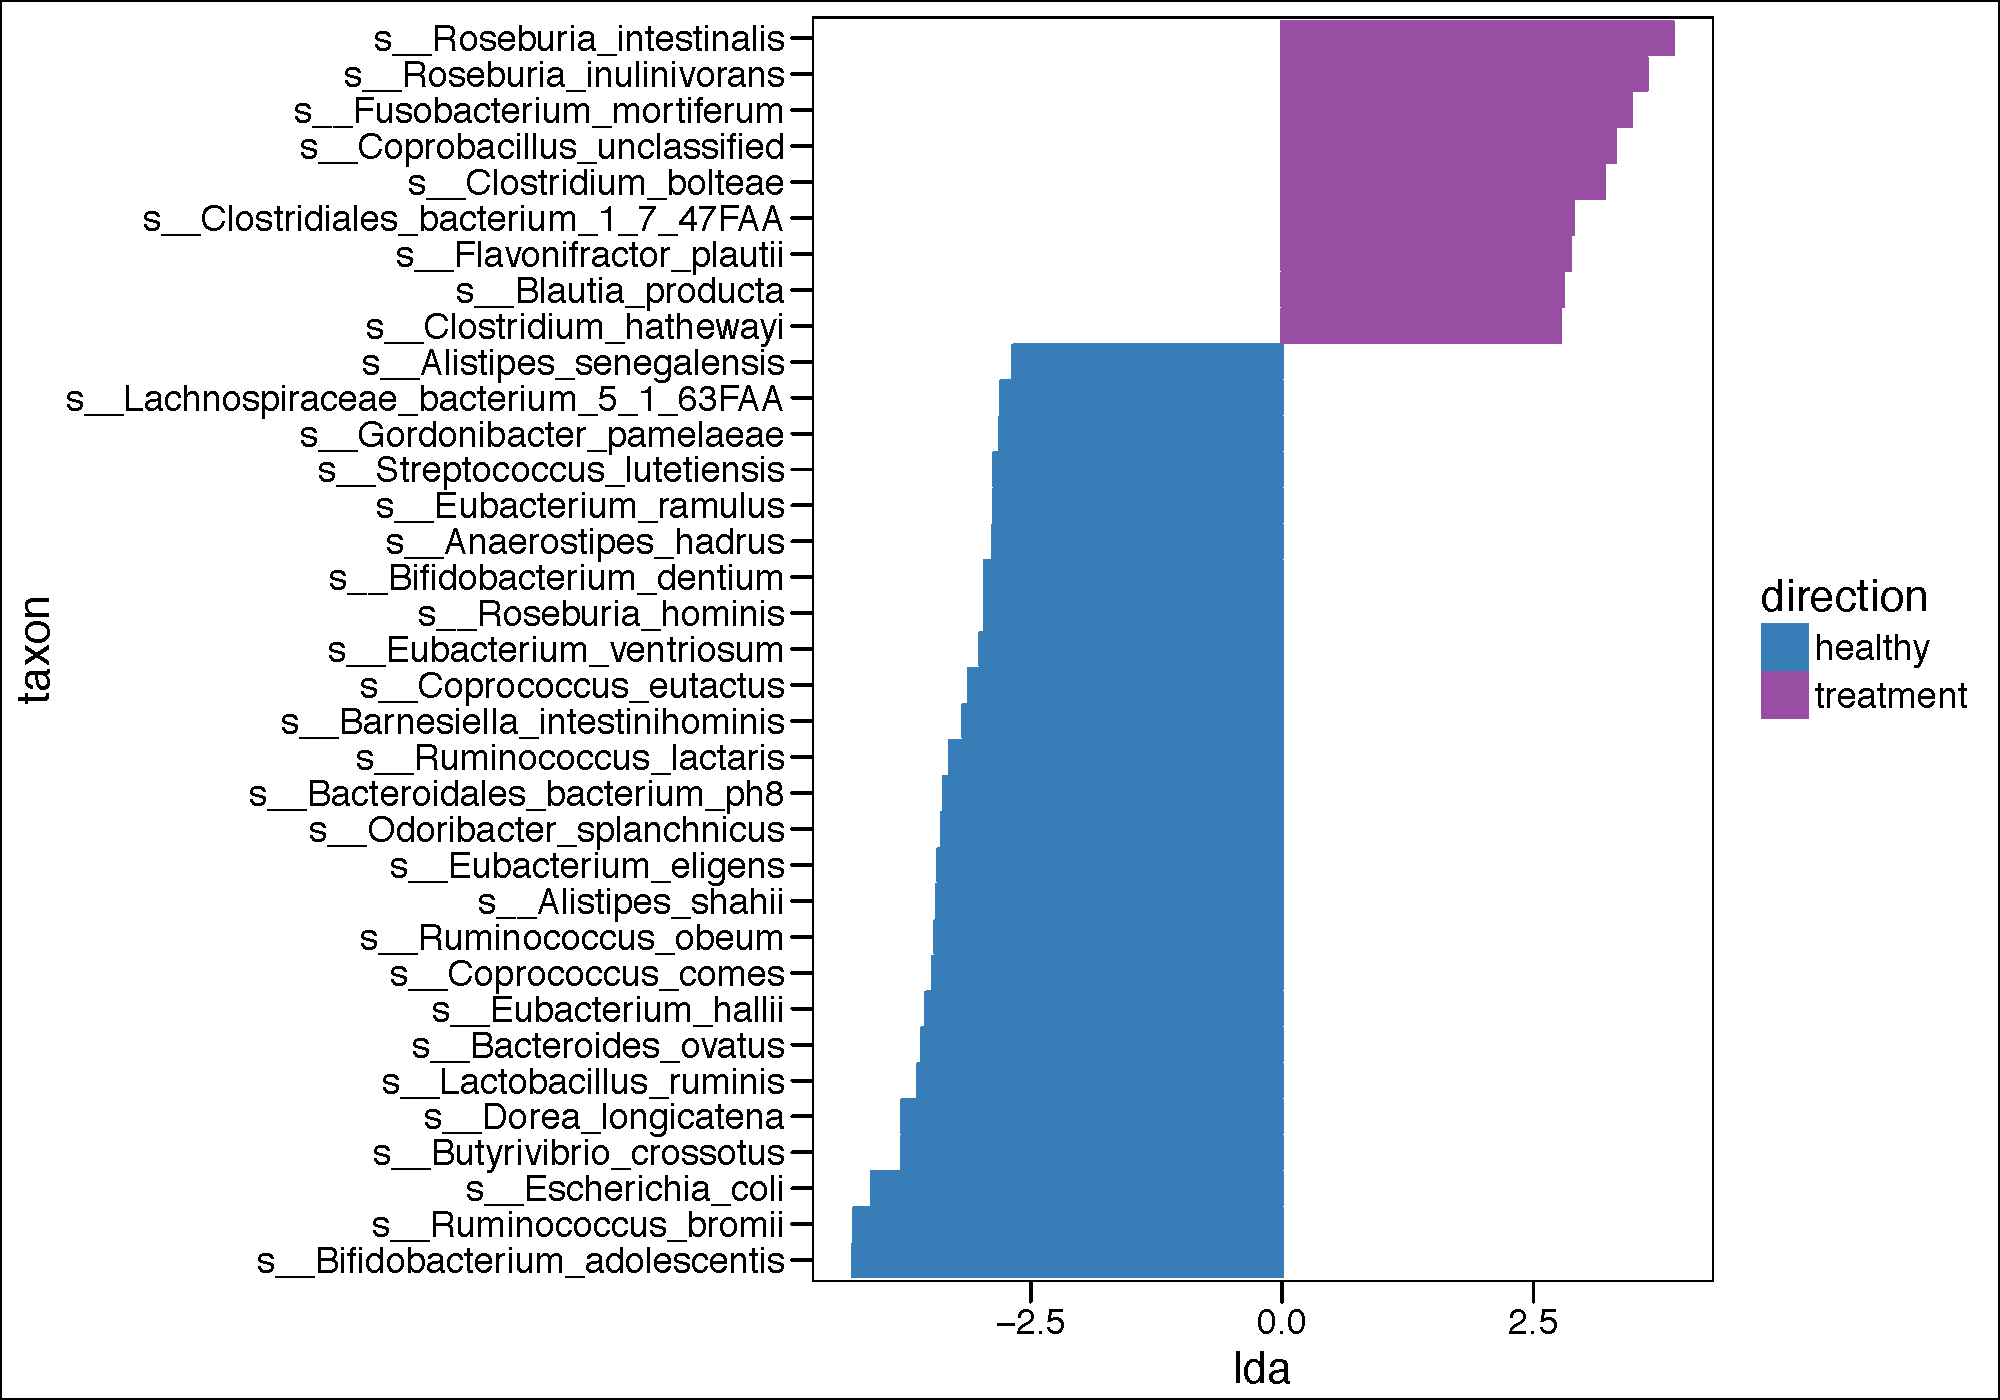 s__Roseburia_intestinalis
s__Roseburia_inulinivorans
s__Fusobacterium_mortiferum
s__Coprobacillus_unclassified
s__Clostridium_bolteae
s__Clostridiales_bacterium_1_7_47FAA
s__Flavonifractor_plautii
s__Blautia_producta
s__Clostridium_hathewayi
s__Alistipes_senegalensis
s__Lachnospiraceae_bacterium_5_1_63FAA
s__Gordonibacter_pamelaeae
s__Streptococcus_lutetiensis
s__Eubacterium_ramulus
s__Anaerostipes_hadrus
s__Bifidobacterium_dentium
s__Roseburia_hominis
s__Eubacterium_ventriosum
s__Coprococcus_eutactus
s__Barnesiella_intestinihominis
s__Ruminococcus_lactaris
s__Bacteroidales_bacterium_ph8
s__Odoribacter_splanchnicus
s__Eubacterium_eligens
s__Alistipes_shahii
s__Ruminococcus_obeum
s__Coprococcus_comes
s__Eubacterium_hallii
s__Bacteroides_ovatus
s__Lactobacillus_ruminis
s__Dorea_longicatena
s__Butyrivibrio_crossotus
s__Escherichia_coli
s__Ruminococcus_bromii
s__Bifidobacterium_adolescentis
taxon
−2.5 0.0 2.5
lda
direction
healthy
treatment